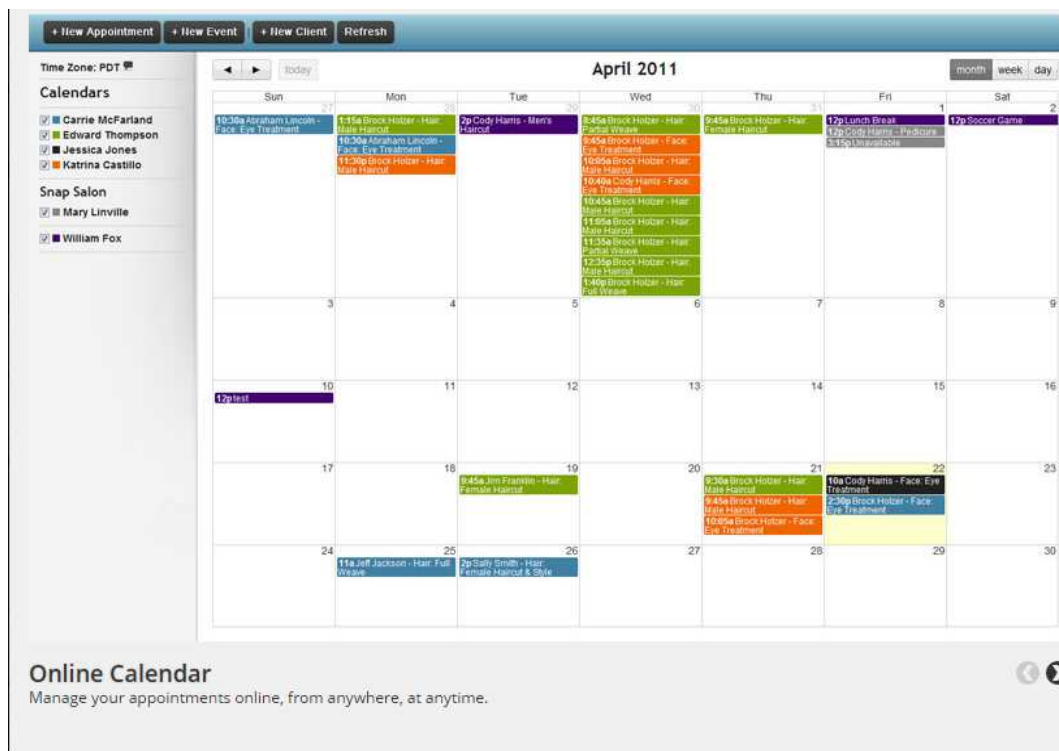 + New Appointment + New Event + New Client Refresh
Time Zone: PDT
today
April 2011
month week day
Calendars
Carrie McFarland
Edward Thompson
Jessica Jones
Katrina Castillo
Snap Salon
Mary Linville
William Fox
Sun Mon Tue Wed Thu Fri Sat
27 28 29 30 31 1 2
10:30a Abraham Lincoln -
Face: Eye Treatment
1:15a Brock Holzer - Hair:
Male Haircut
10:30a Abraham Lincoln -
Face: Eye Treatment
11:30p Brock Holzer - Hair:
Male Haircut
2p Cody Harris - Men's
Haircut
8:45a Brock Holzer - Hair:
Partial Weave
9:45a Brock Holzer - Face:
Eye Treatment
10:05a Brock Holzer - Hair:
Male Haircut
10:40a Cody Harris - Face:
Eye Treatment
10:45a Brock Holzer - Hair:
Male Haircut
11:05a Brock Holzer - Hair:
Male Haircut
11:35a Brock Holzer - Hair:
Partial Weave
12:35p Brock Holzer - Hair:
Male Haircut
1:40p Brock Holzer - Hair:
Full Weave
9:45a Brock Holzer - Hair:
Female Haircut
12p Lunch Break
12p Cody Harris - Pedicure
3:15p Unavailable
12p Soccer Game
3 4 5 6 7 8 9
10 11 12 13 14 15 16
12p test
17 18 19 20 21 22 23
9:45a Jim Franklin - Hair:
Female Haircut
9:30a Brock Holzer - Hair:
Male Haircut
9:45a Brock Holzer - Hair:
Male Haircut
10:05a Brock Holzer - Face:
Eye Treatment
10a Cody Harris - Face: Eye
Treatment
2:30p Brock Holzer - Face:
Eye Treatment
24 25 26 27 28 29 30
11a Jeff Jackson - Hair: Full
Weave
2p Sally Smith - Hair:
Female Haircut & Style
Online Calendar
Manage your appointments online, from anywhere, at anytime.